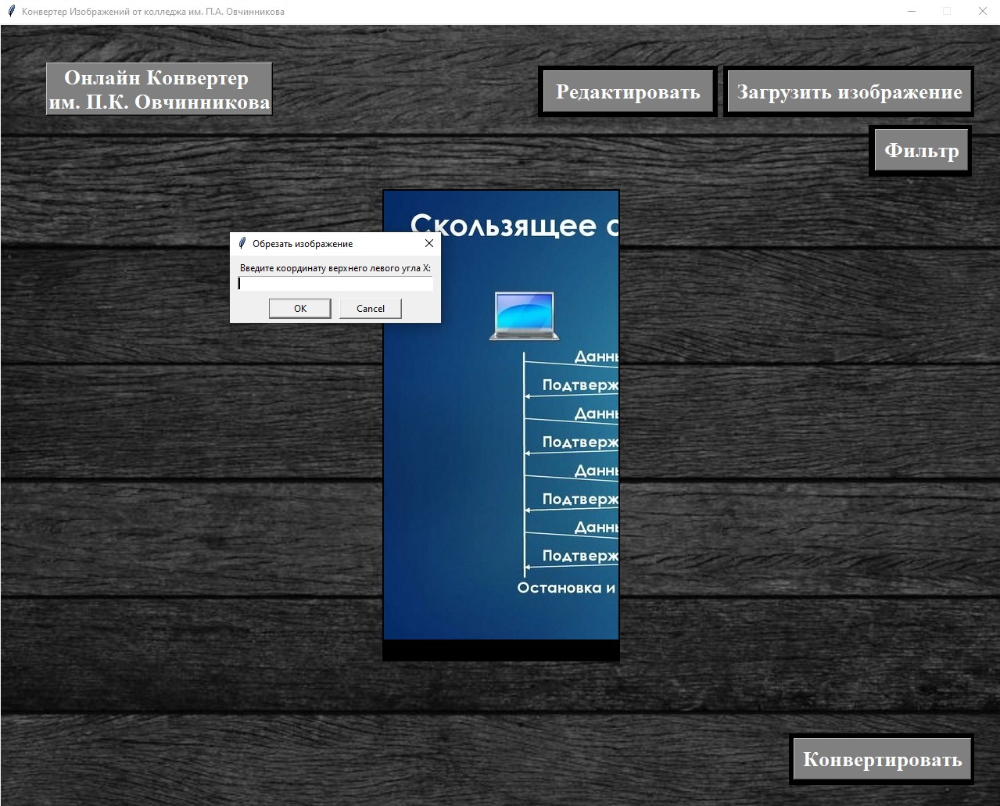 Конвертер Изображений от колледжа им. П.А. Овчинникова
Онлайн Конвертер
им. П.К. Овчинникова
Редактировать
Загрузить изображение
Фильтр
Скользящее
Обрезать изображение
Введите координату верхнего левого угла X:
OK
Cancel
Данны
Подтверж
Данны
Подтверж
Данны
Подтверж
Данны
Подтверж
Остановка и
Конвертировать